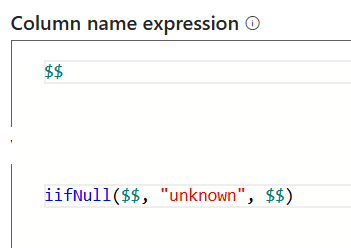 Column name expression
$$
iifNull($$, "unknown", $$)